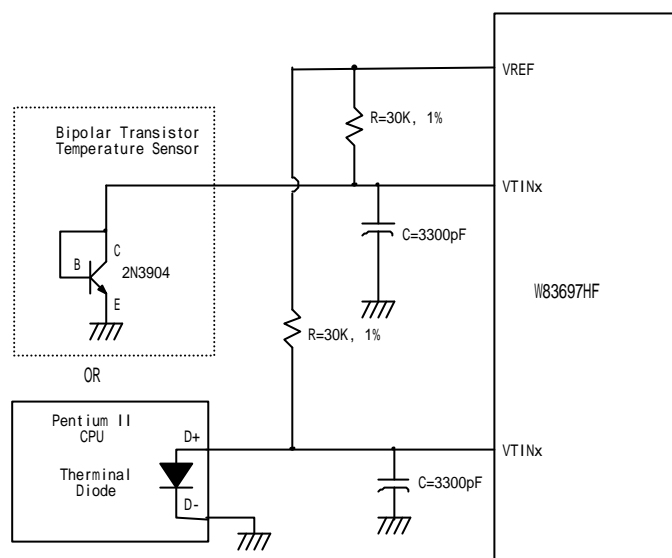 VREF
R=30K, 1%
Bipolar Transistor
Temperature Sensor
VTINx
C=3300pF
C
B
2N3904
E
W83697HF
R=30K, 1%
OR
Pentium II
CPU
D+
VTINx
Therminal
Diode
D-
C=3300pF